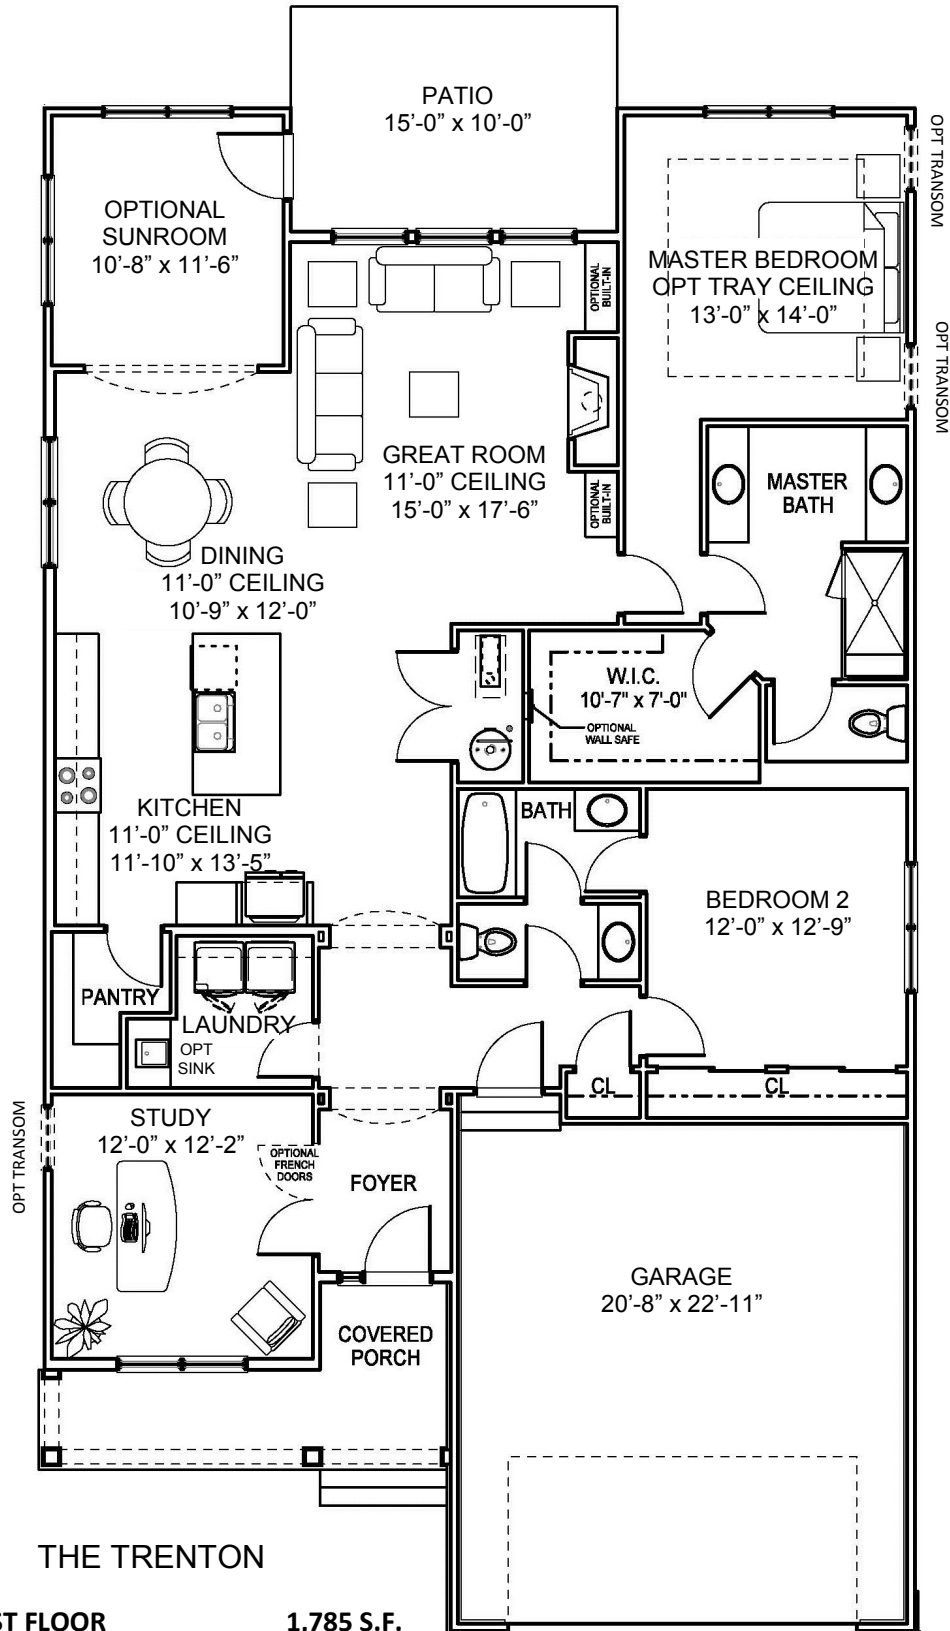 PATIO
15’-0” x 10’-0”
OPTIONAL
SUNROOM
10’-8” x 11’-6”
OPT TRANSOM
MASTER BEDROOM
OPT TRAY CEILING
13’-0” x 14’-0”
OPTIONAL
BUILT-IN
OPT TRANSOM
GREAT ROOM
11’-0” CEILING
15’-0” x 17’-6”
OPTIONAL
BUILT-IN
MASTER
BATH
DINING
11’-0” CEILING
10’-9” x 12’-0”
W.I.C.
10'-7" x 7'-0"
OPTIONAL
WALL SAFE
KITCHEN
11’-0” CEILING
11’-10” x 13’-5”
BATH
BEDROOM 2
12’-0” x 12’-9”
PANTRY
LAUNDRY
OPT
SINK
CL
CL
OPT TRANSOM
STUDY
12’-0” x 12’-2”
OPTIONAL
FRENCH
DOORS
FOYER
GARAGE
20’-8” x 22’-11”
COVERED
PORCH
THE TRENTON
ST FLOOR 1,785 S.F.